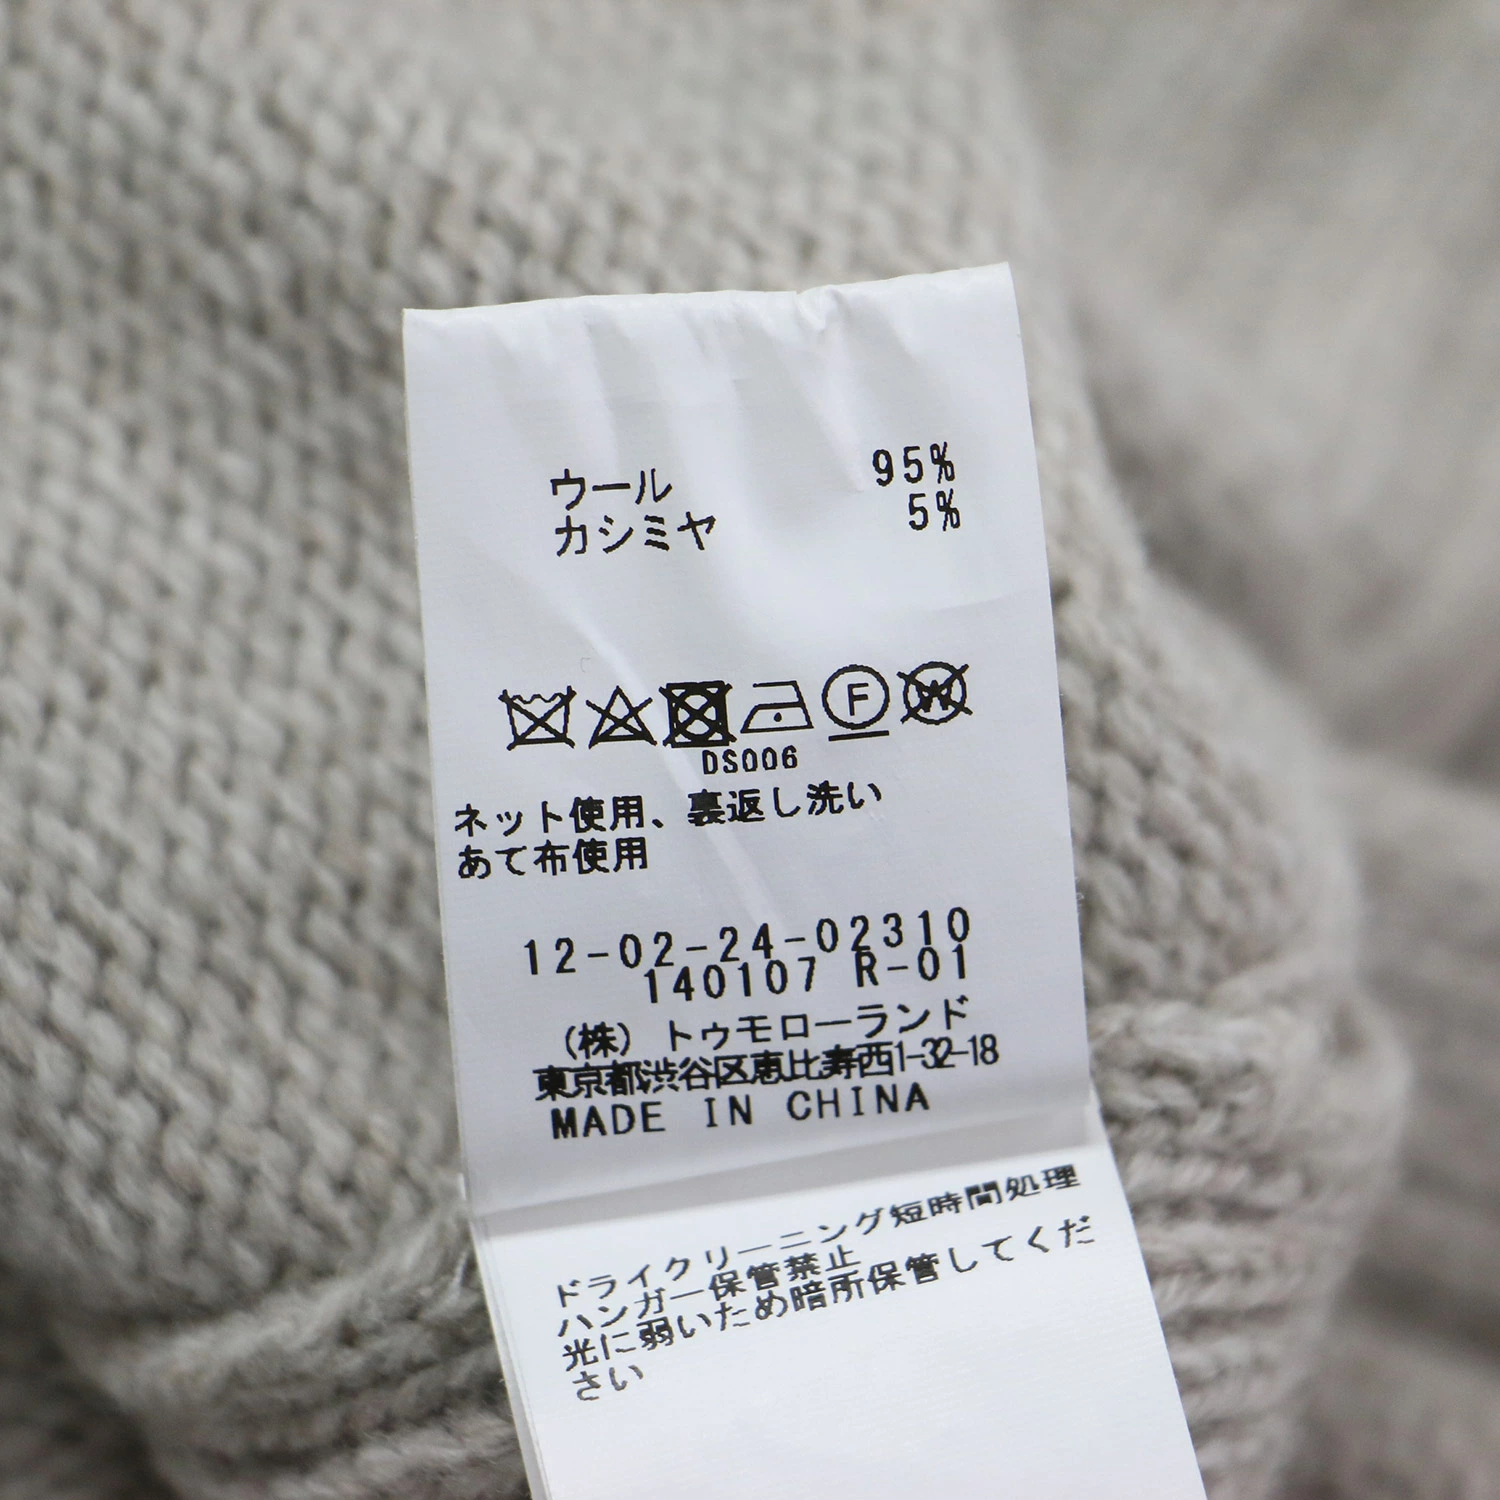 ウール 95%
カシミヤ 5%
F W
DS006
ネット使用、裏返し洗い
あて布使用
12-02-24-02310
140107 R-01
(株) トゥモローランド
東京都渋谷区恵比寿西1-32-18
MADE IN CHINA
ドライクリーニング短時間処理
ハンガー保管禁止
光に弱いため暗所保管してくだ
さい